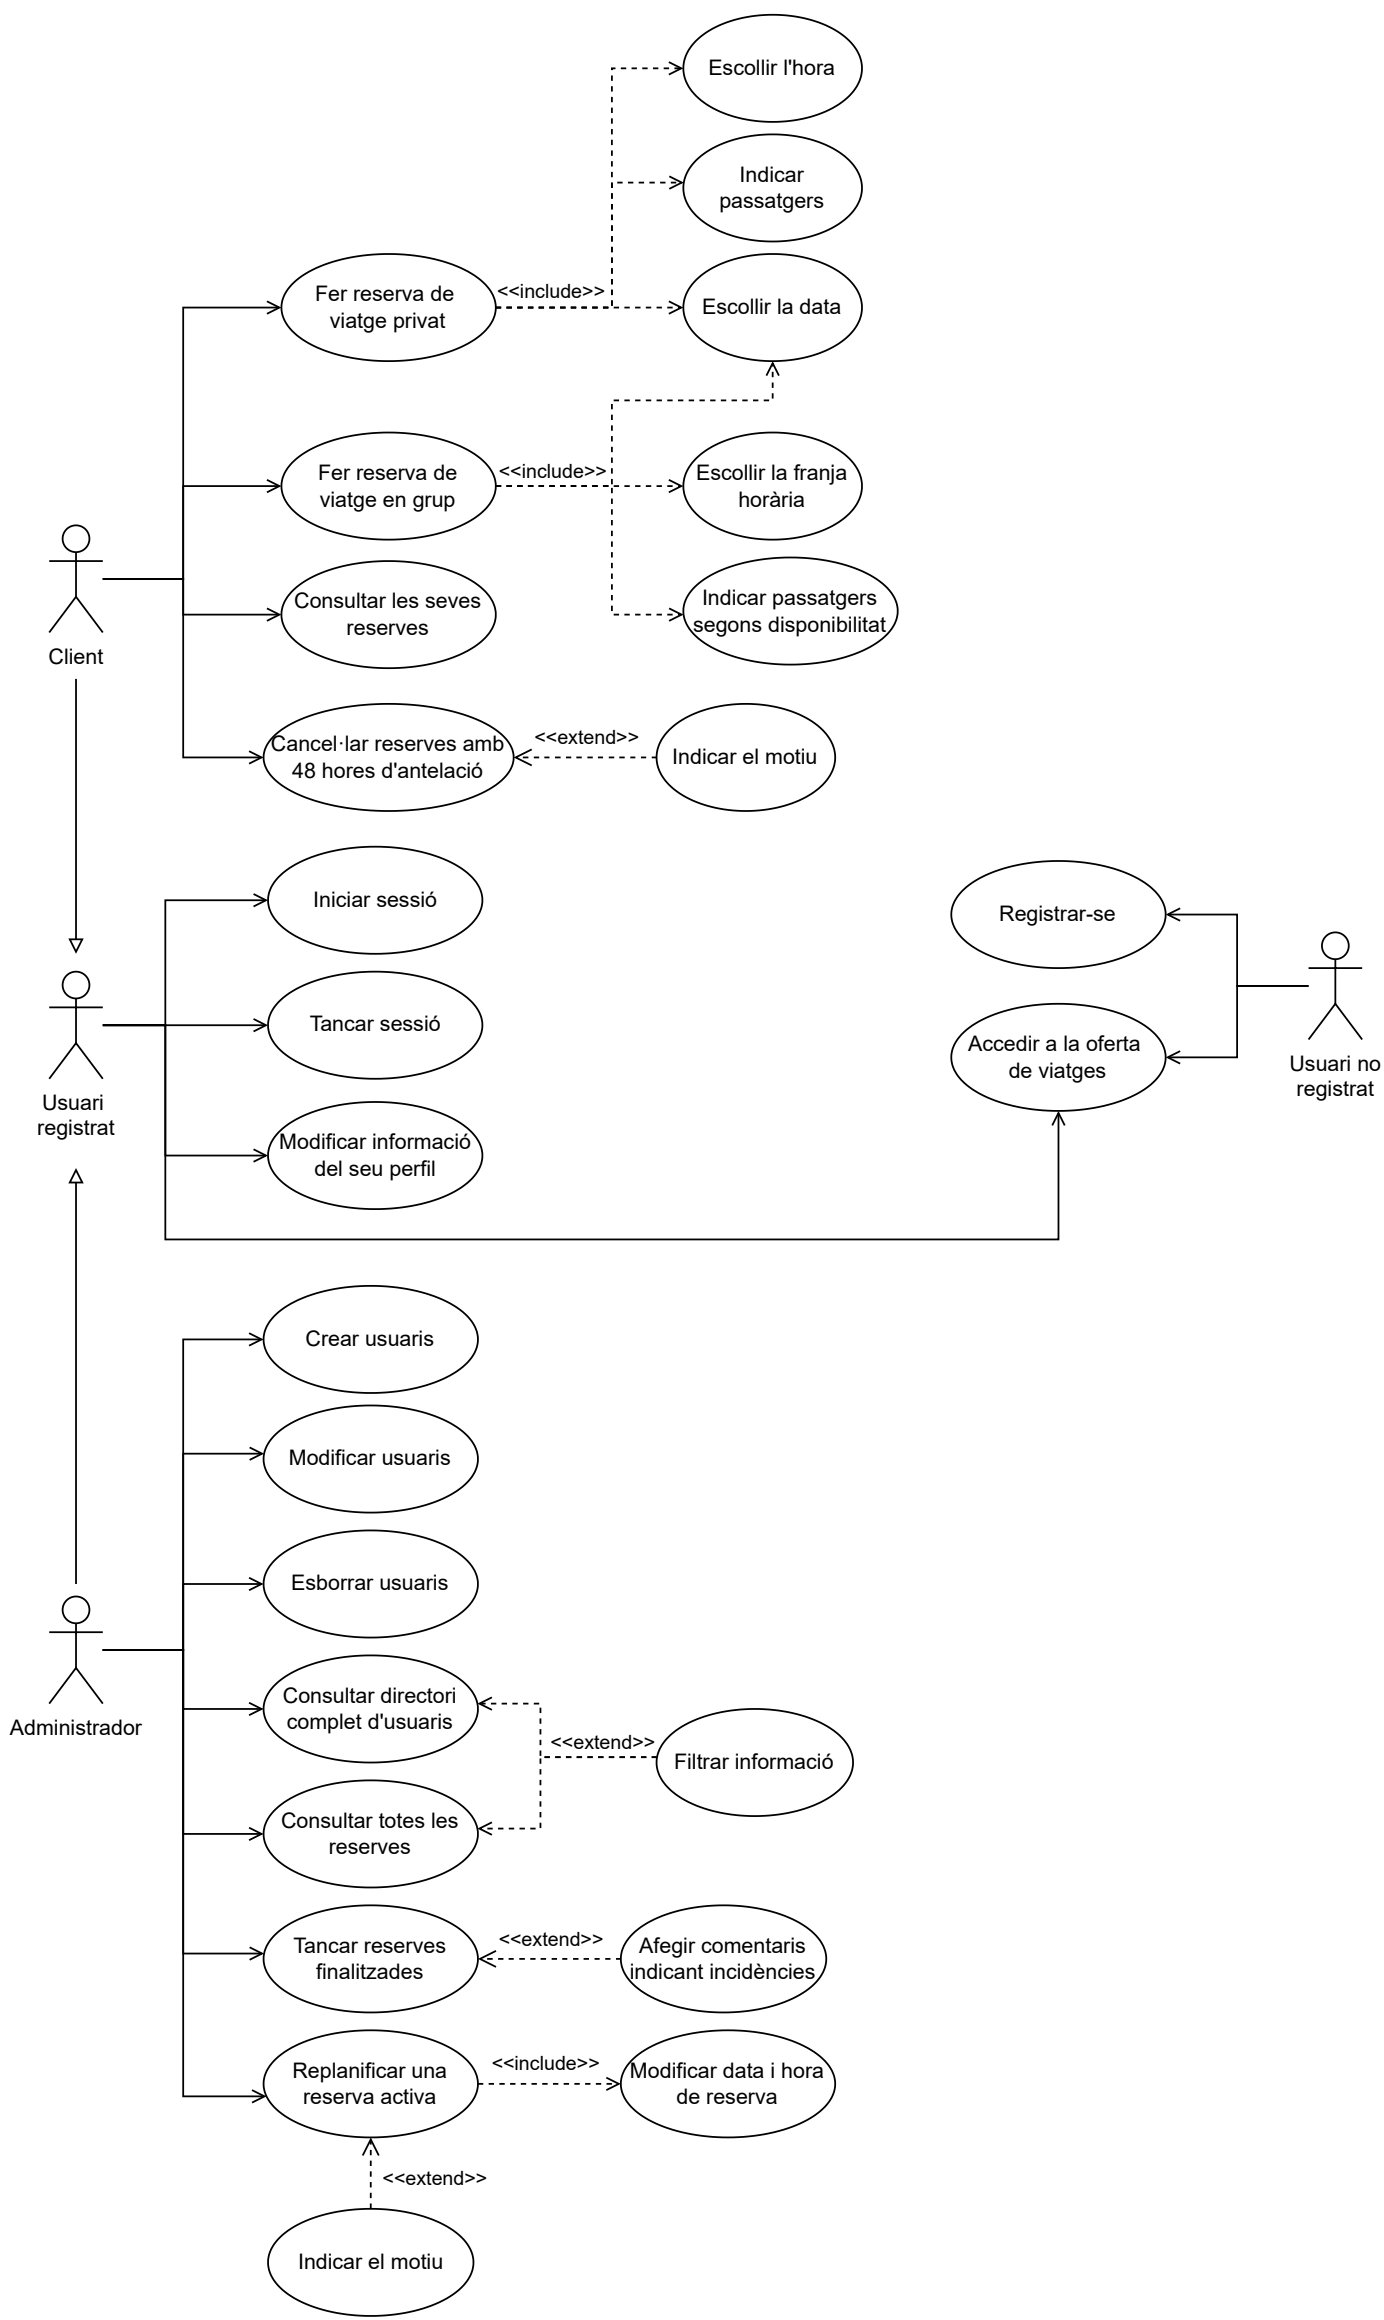 Escollir l'hora
Indicar
passatgers
Fer reserva de
viatge privat
<<include>>
Escollir la data
Fer reserva de
viatge en grup
<<include>>
Escollir la franja
horària
Consultar les seves
reserves
Indicar passatgers
segons disponibilitat
Client
Cancel·lar reserves amb
48 hores d'antelació
<<extend>>
Indicar el motiu
Iniciar sessió
Registrar-se
Tancar sessió
Accedir a la oferta
de viatges
Usuari no
registrat
Usuari
registrat
Modificar informació
del seu perfil
Crear usuaris
Modificar usuaris
Esborrar usuaris
Administrador
Consultar directori
complet d'usuaris
<<extend>>
Filtrar informació
Consultar totes les
reserves
Tancar reserves
finalitzades
<<extend>>
Afegir comentaris
indicant incidències
Replanificar una
reserva activa
<<include>>
Modificar data i hora
de reserva
<<extend>>
Indicar el motiu